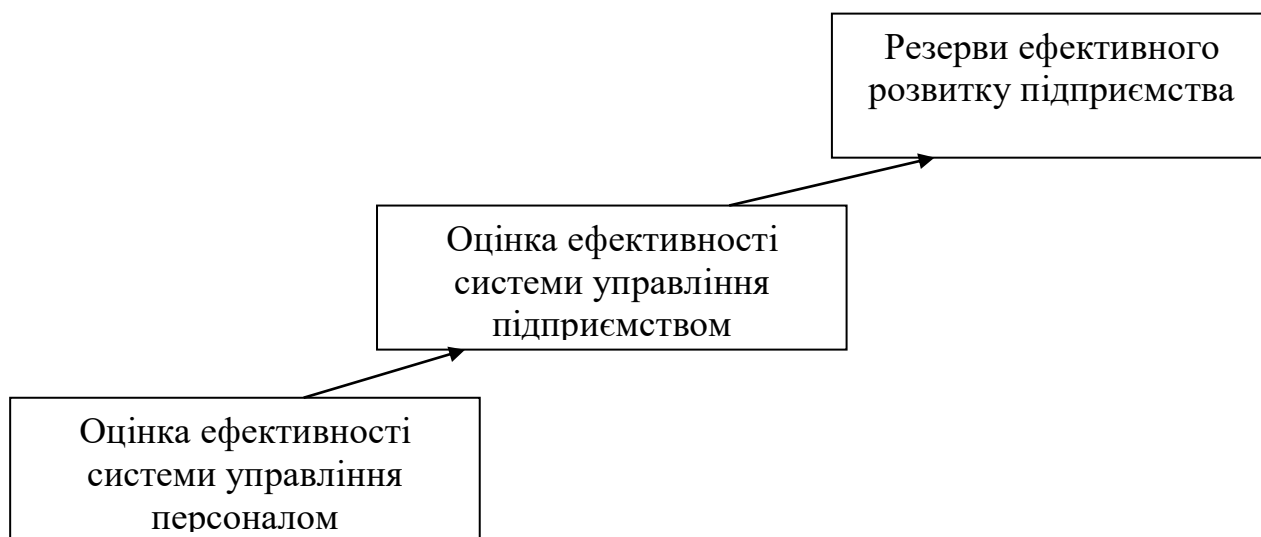 Резерви ефективного
розвитку підприємства
Оцінка ефективності
системи управління
підприємством
Оцінка ефективності
системи управління
персоналом